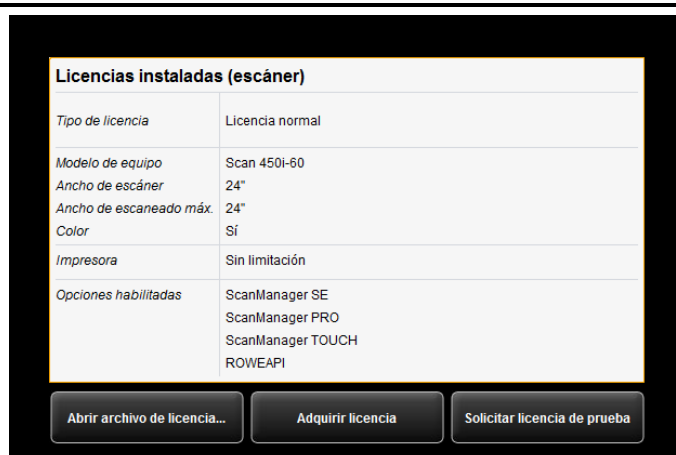 Licencias instaladas (escáner)
Tipo de licencia Licencia normal
Modelo de equipo Scan 450i-60
Ancho de escáner 24"
Ancho de escaneado máx. 24"
Color Sí
Impresora Sin limitación
Opciones habilitadas ScanManager SE
ScanManager PRO
ScanManager TOUCH
ROWEAPI
Abrir archivo de licencia... Adquirir licencia Solicitar licencia de prueba